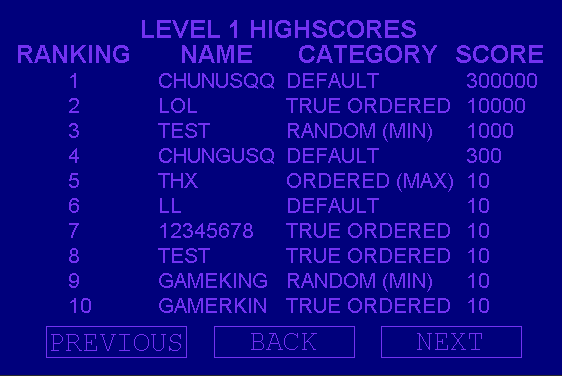 LEVEL 1 HIGHSCORES
RANKING NAME CATEGORY SCORE
1 CHUNUSQQ DEFAULT 300000
2 LOL TRUE ORDERED 10000
3 TEST RANDOM (MIN) 1000
4 CHUNGUSQ DEFAULT 300
5 THX ORDERED (MAX) 10
6 LL DEFAULT 10
7 12345678 TRUE ORDERED 10
8 TEST TRUE ORDERED 10
9 GAMEKING RANDOM (MIN) 10
10 GAMERKIN TRUE ORDERED 10
PREVIOUS BACK NEXT